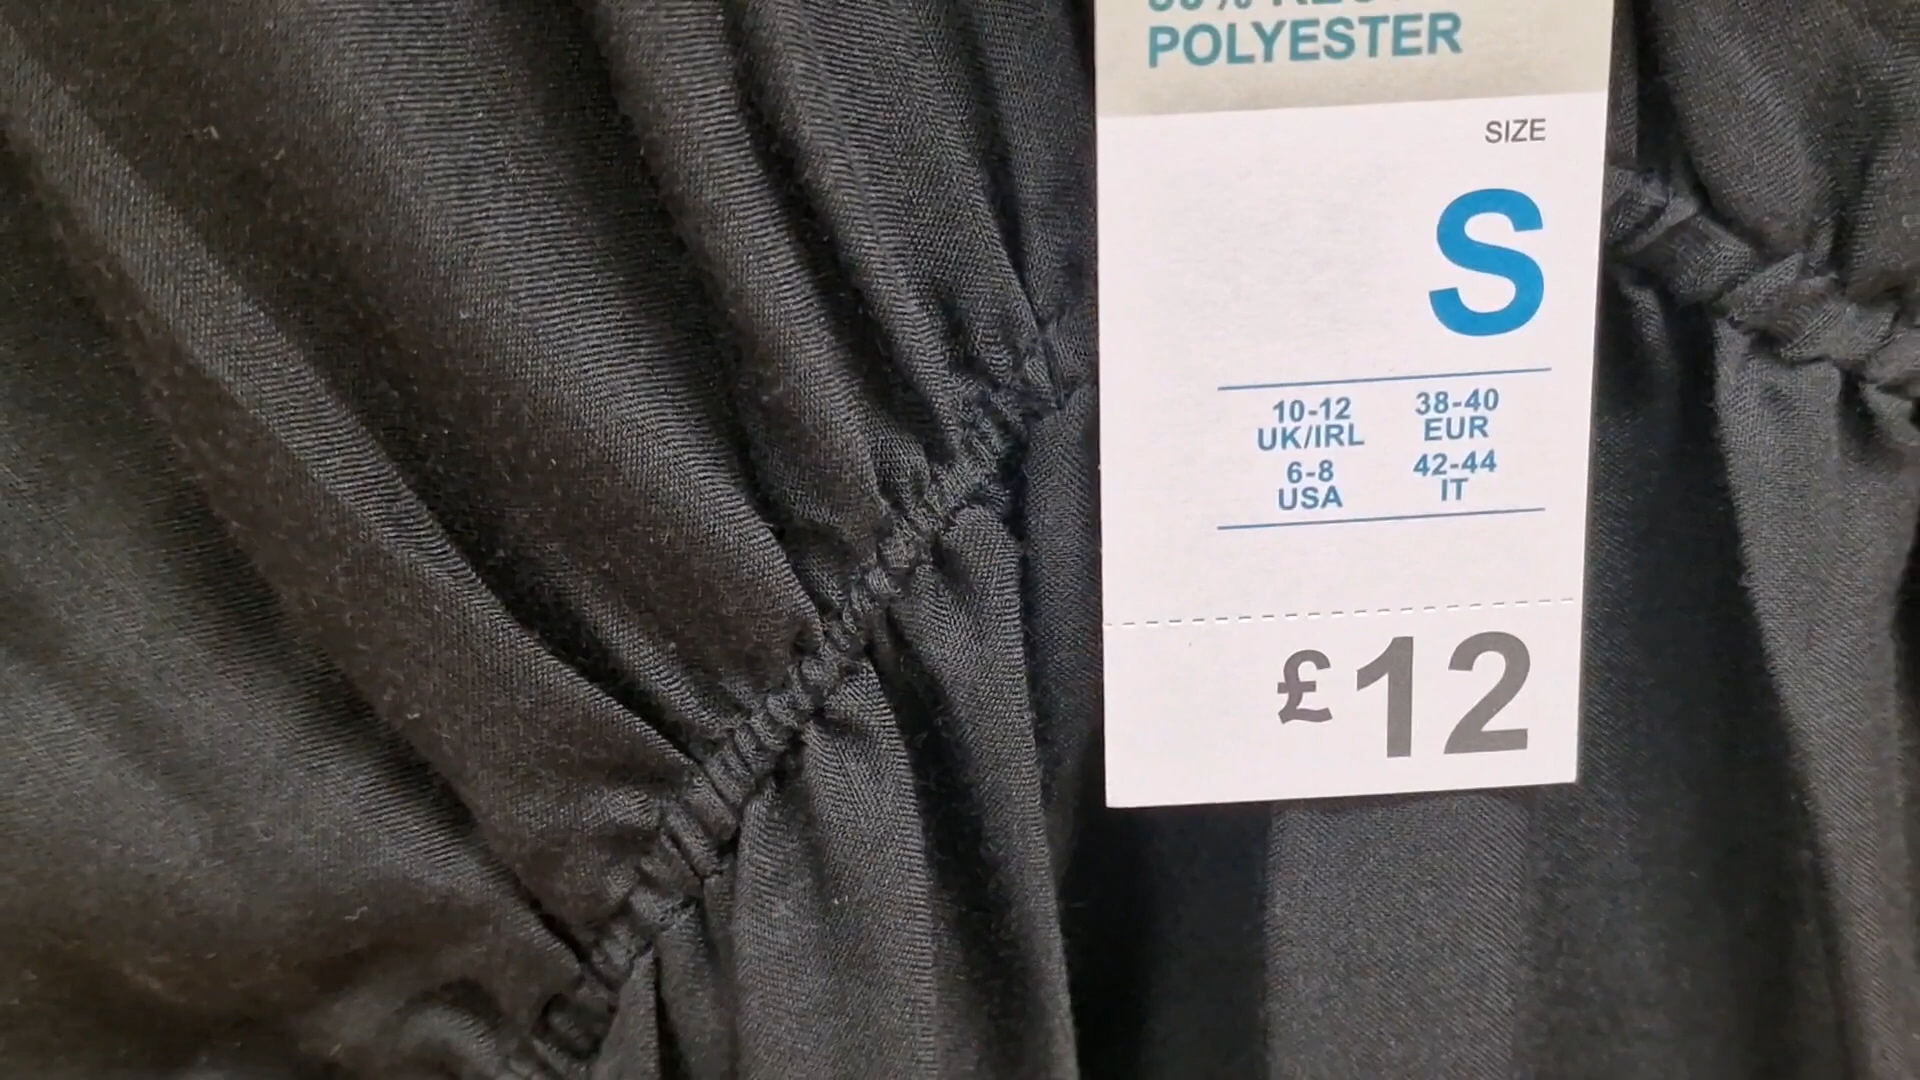 POLYESTER
SIZE
S
10-12 38-40
UK/IRL EUR
6-8 42-44
USA IT
£12